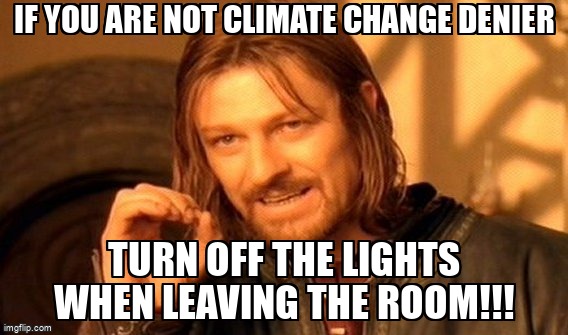 IF YOU ARE NOT CLIMATE CHANGE DENIER
TURN OFF THE LIGHTS
WHEN LEAVING THE ROOM!!!
imgflip.com